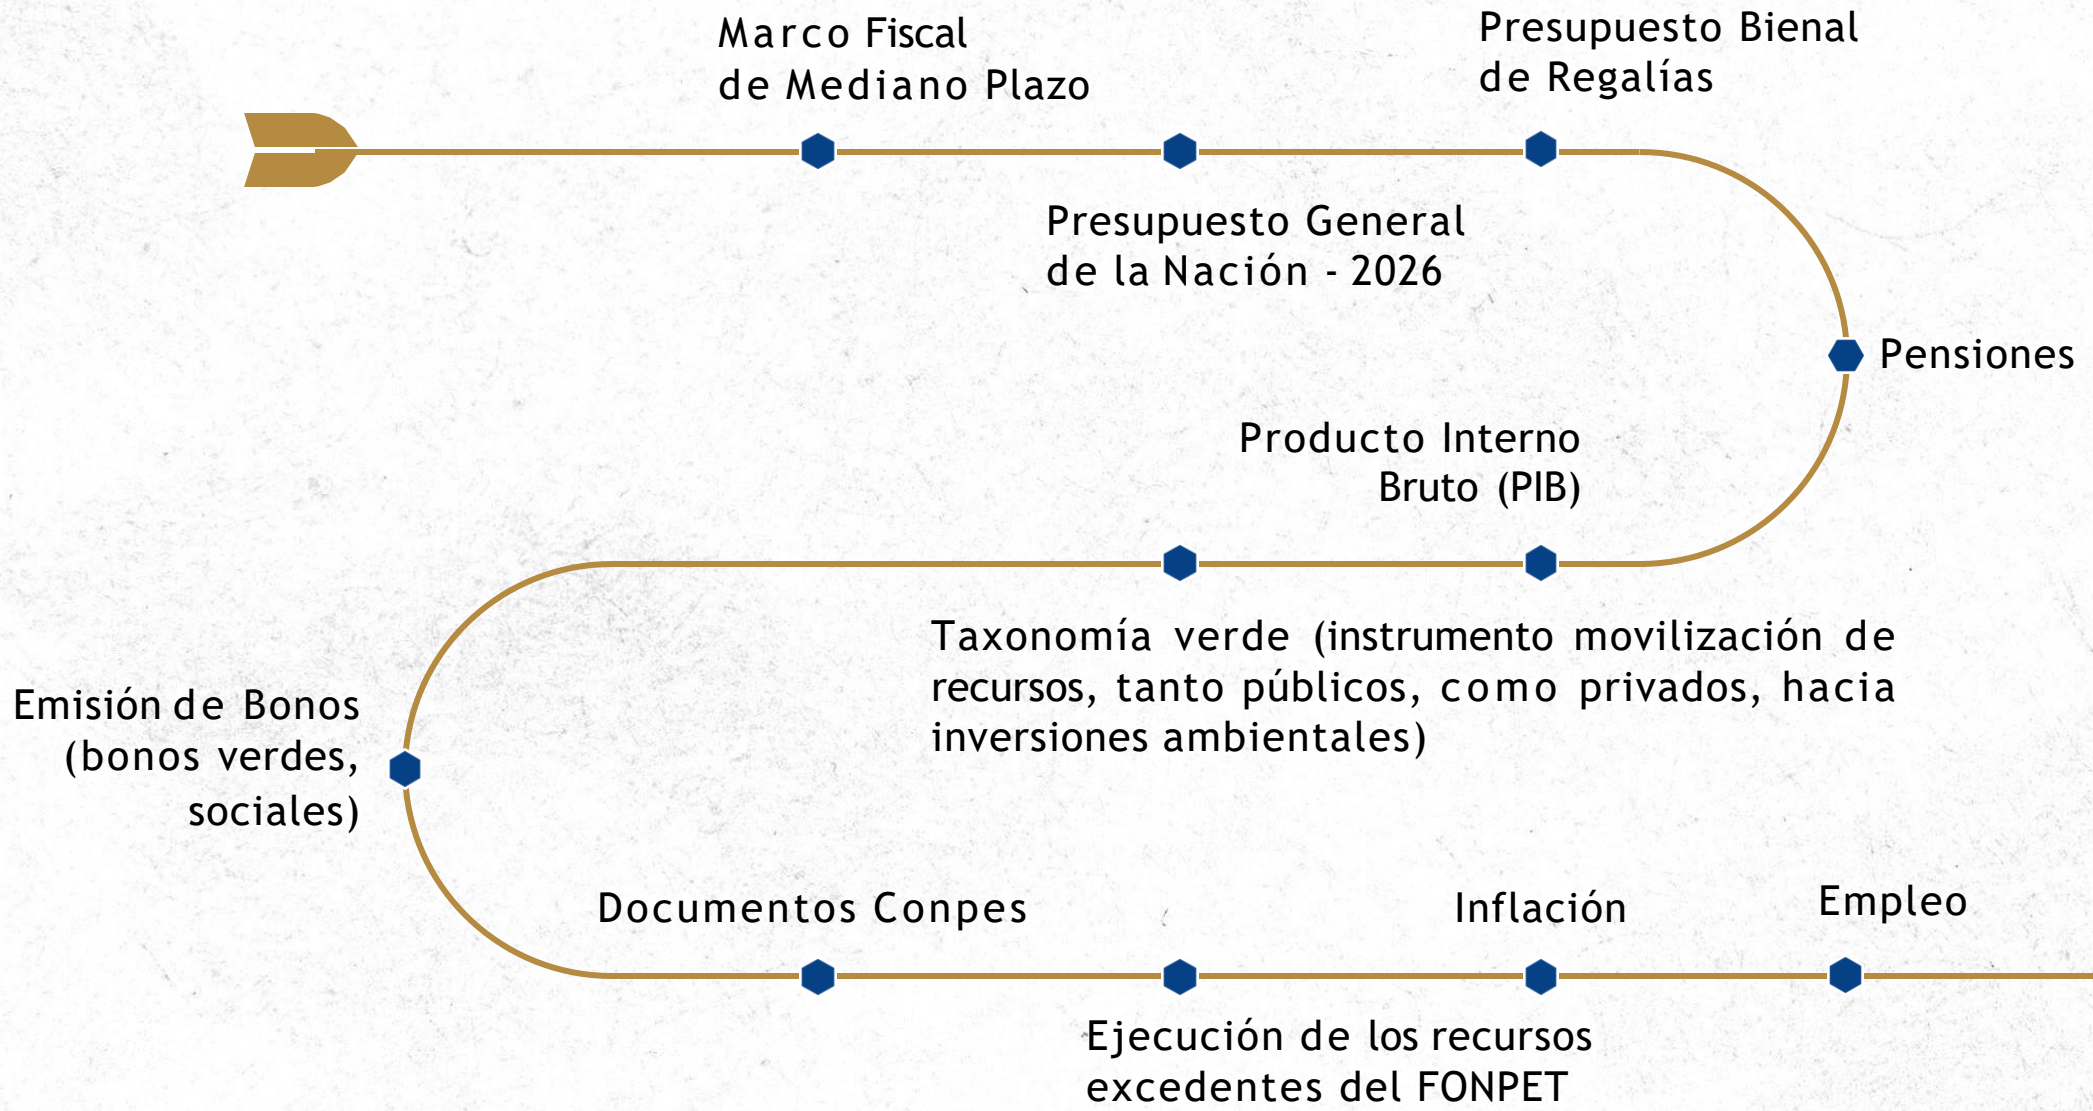 Marco Fiscal
de Mediano Plazo
Presupuesto General
de la Nación - 2026
Presupuesto Bienal
de Regalías
Pensiones
Producto Interno
Bruto (PIB)
Taxonomía verde (instrumento movilización de
recursos, tanto públicos, como privados, hacia
inversiones ambientales)
Emisión de Bonos
(bonos verdes,
sociales)
Documentos Conpes
Ejecución de los recursos
excedentes del FONPET
Inflación
Empleo